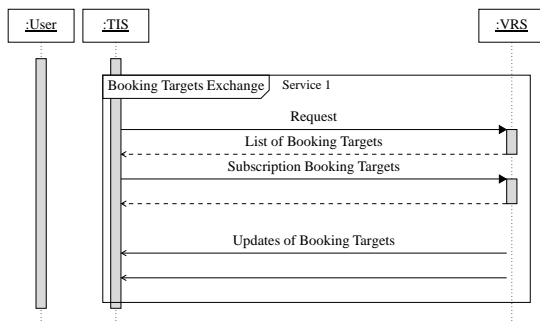 :User
:TIS
:VRS
Booking Targets Exchange
Service 1
Request
List of Booking Targets
Subscription Booking Targets
Updates of Booking Targets